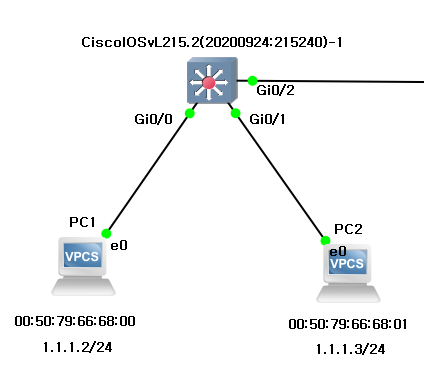 CiscoIOSvL215.2(20200924:215240)-1
Gi0/2
Gi0/0
Gi0/1
PC1
e0
PC2
e0
VPCS
VPCS
00:50:79:66:68:00
00:50:79:66:68:01
1.1.1.2/24
1.1.1.3/24